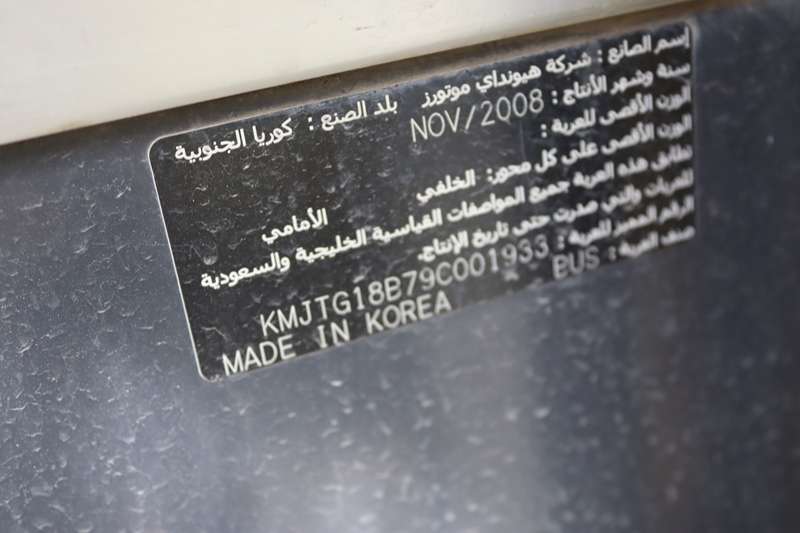 إسم الصانع : شركة هيونداي موتورز بلد الصنع : كوريا الجنوبية
سنة وشهر الأنتاج : NOV/2008
الوزن الأقصى للعربة :
الوزن الأقصى على كل محور: الخلفي الأمامي
تطابق هذه العربة جميع المواصفات القياسية الخليجية والسعودية
للعربات والتي صدرت حتى تاريخ الإنتاج.
الرقم المميز للعربة : KMJTG18B79C001933
صنف العربة : BUS MADE IN KOREA